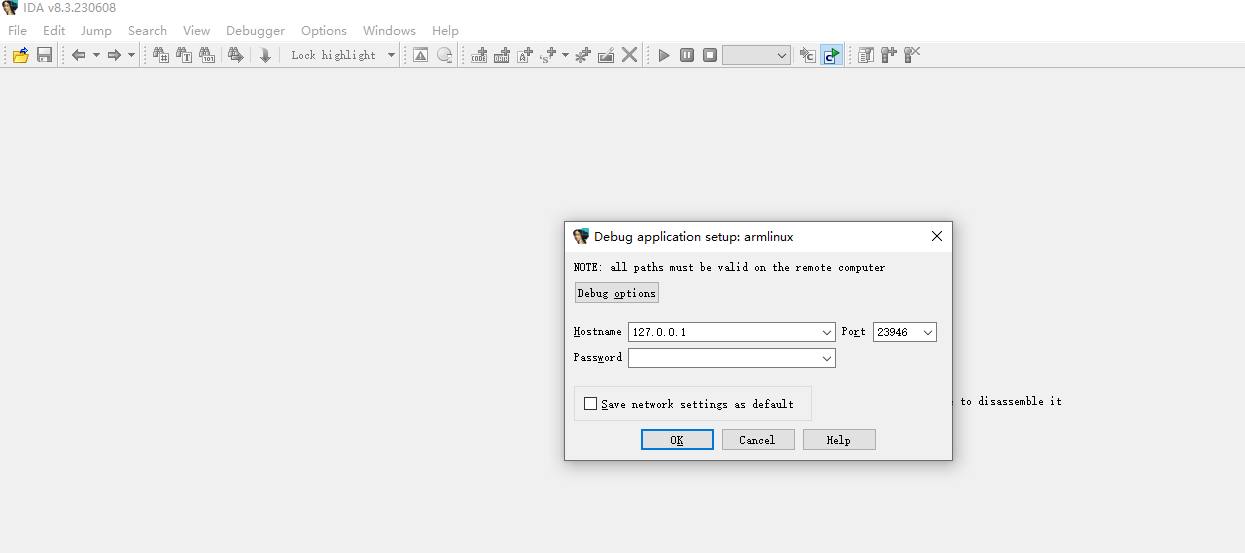 IDA v8.3.230608
File Edit Jump Search View Debugger Options Windows Help
Lock highlight
Debug application setup: armlinux
NOTE: all paths must be valid on the remote computer
Debug options
Hostname 127.0.0.1 Port 23946
Password
Save network settings as default
to disassemble it
OK Cancel Help